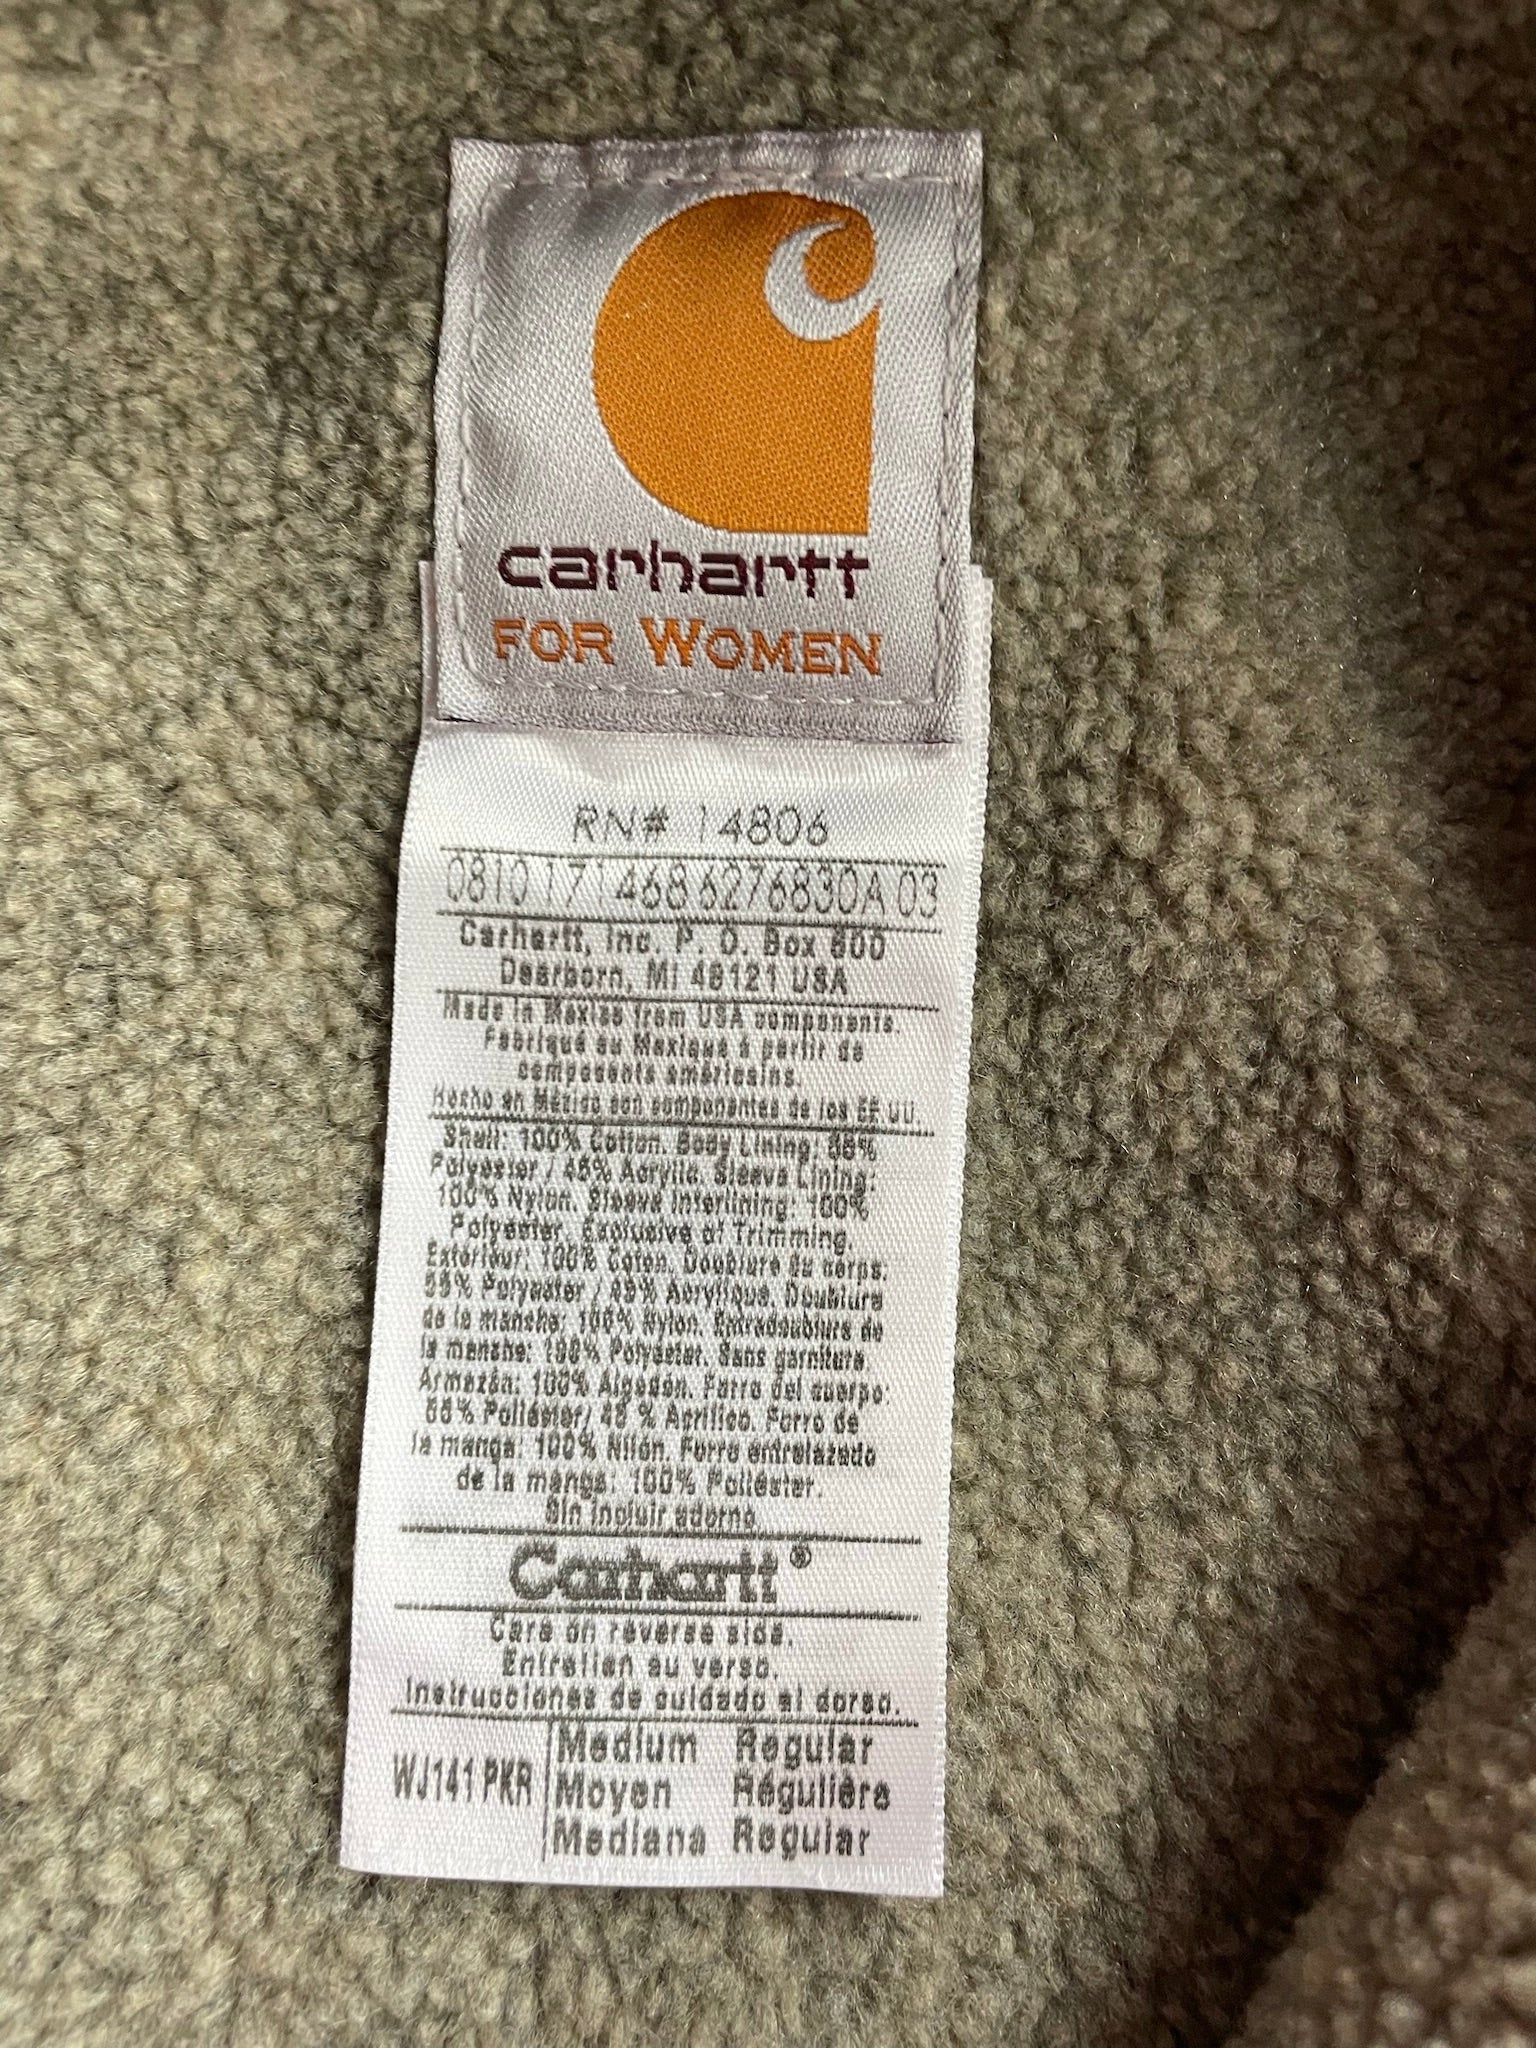 carhartt
FOR WOMEN
RN# 14806
0810 171468 6276830A 03
Carhartt, Inc. P. O. Box 600
Dearborn, MI 48121 USA
Made in Mexico from USA components.
Fabriqué au Mexique à partir de
composants américains.
Hecho en México con componentes de los EE.UU.
Shell: 100% Cotton. Body Lining: 55%
Polyester / 45% Acrylic. Sleeve Lining:
100% Nylon. Sleeve Interlining: 100%
Polyester. Exclusive of Trimming.
Extérieur: 100% Coton. Doublure du corps:
55% Polyester / 45% Acrylique. Doublure
de la manche: 100% Nylon. Entredoublure de
la manche: 100% Polyester. Sans garniture.
Armazón: 100% Algodón. Forro del cuerpo:
55% Poliéster/ 45 % Acrílico. Forro de
la manga: 100% Nilón. Forro entrelazado
de la manga: 100% Poliéster.
Sin incluir adorno
Carhartt®
Care on reverse side.
Entretien au verso.
Instrucciones de cuidado al dorso.
WJ141 PKR
Medium Regular
Moyen Régulière
Mediana Regular